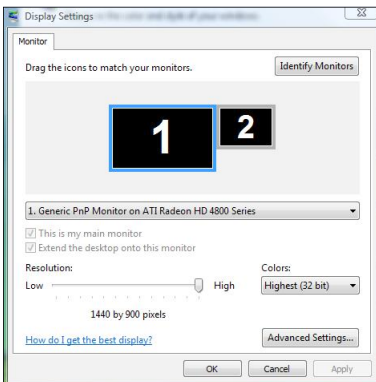 Display Settings
Monitor
Drag the icons to match your monitors.
Identify Monitors
1
2
1. Generic PnP Monitor on ATI Radeon HD 4800 Series
This is my main monitor
Extend the desktop onto this monitor
Resolution:
Colors:
Low
High
Highest (32 bit)
1440 by 900 pixels
How do I get the best display?
Advanced Settings...
OK
Cancel
Apply